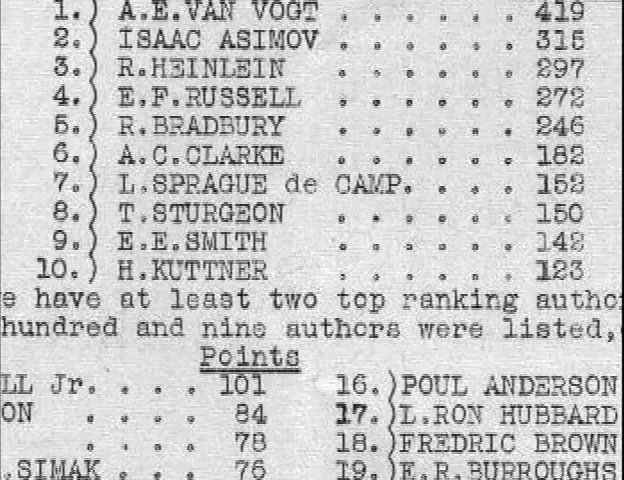 1.) A.E.VAN VOGT . . . . . . 419
2.) ISAAC ASIMOV . . . . . . 315
3.) R.HEINLEIN . . . . . . 297
4.) E.F.RUSSELL . . . . . . 272
5.) R.BRADBURY . . . . . . 246
6.) A.C.CLARKE . . . . . . 182
7.) L.SPRAGUE de CAMP. . . . 152
8.) T.STURGEON . . . . . . 150
9.) E.E.SMITH . . . . . . 142
10.) H.KUTTNER . . . . . . 123
e have at least two top ranking autho
hundred and nine authors were listed,
Points
LL Jr. . . . . 101 16.)POUL ANDERSON
ON . . . . 84 17.)L.RON HUBBARD
. . . . 78 18.)FREDRIC BROWN
.SIMAK . . . 76 19.)E.R.BURROUGHS